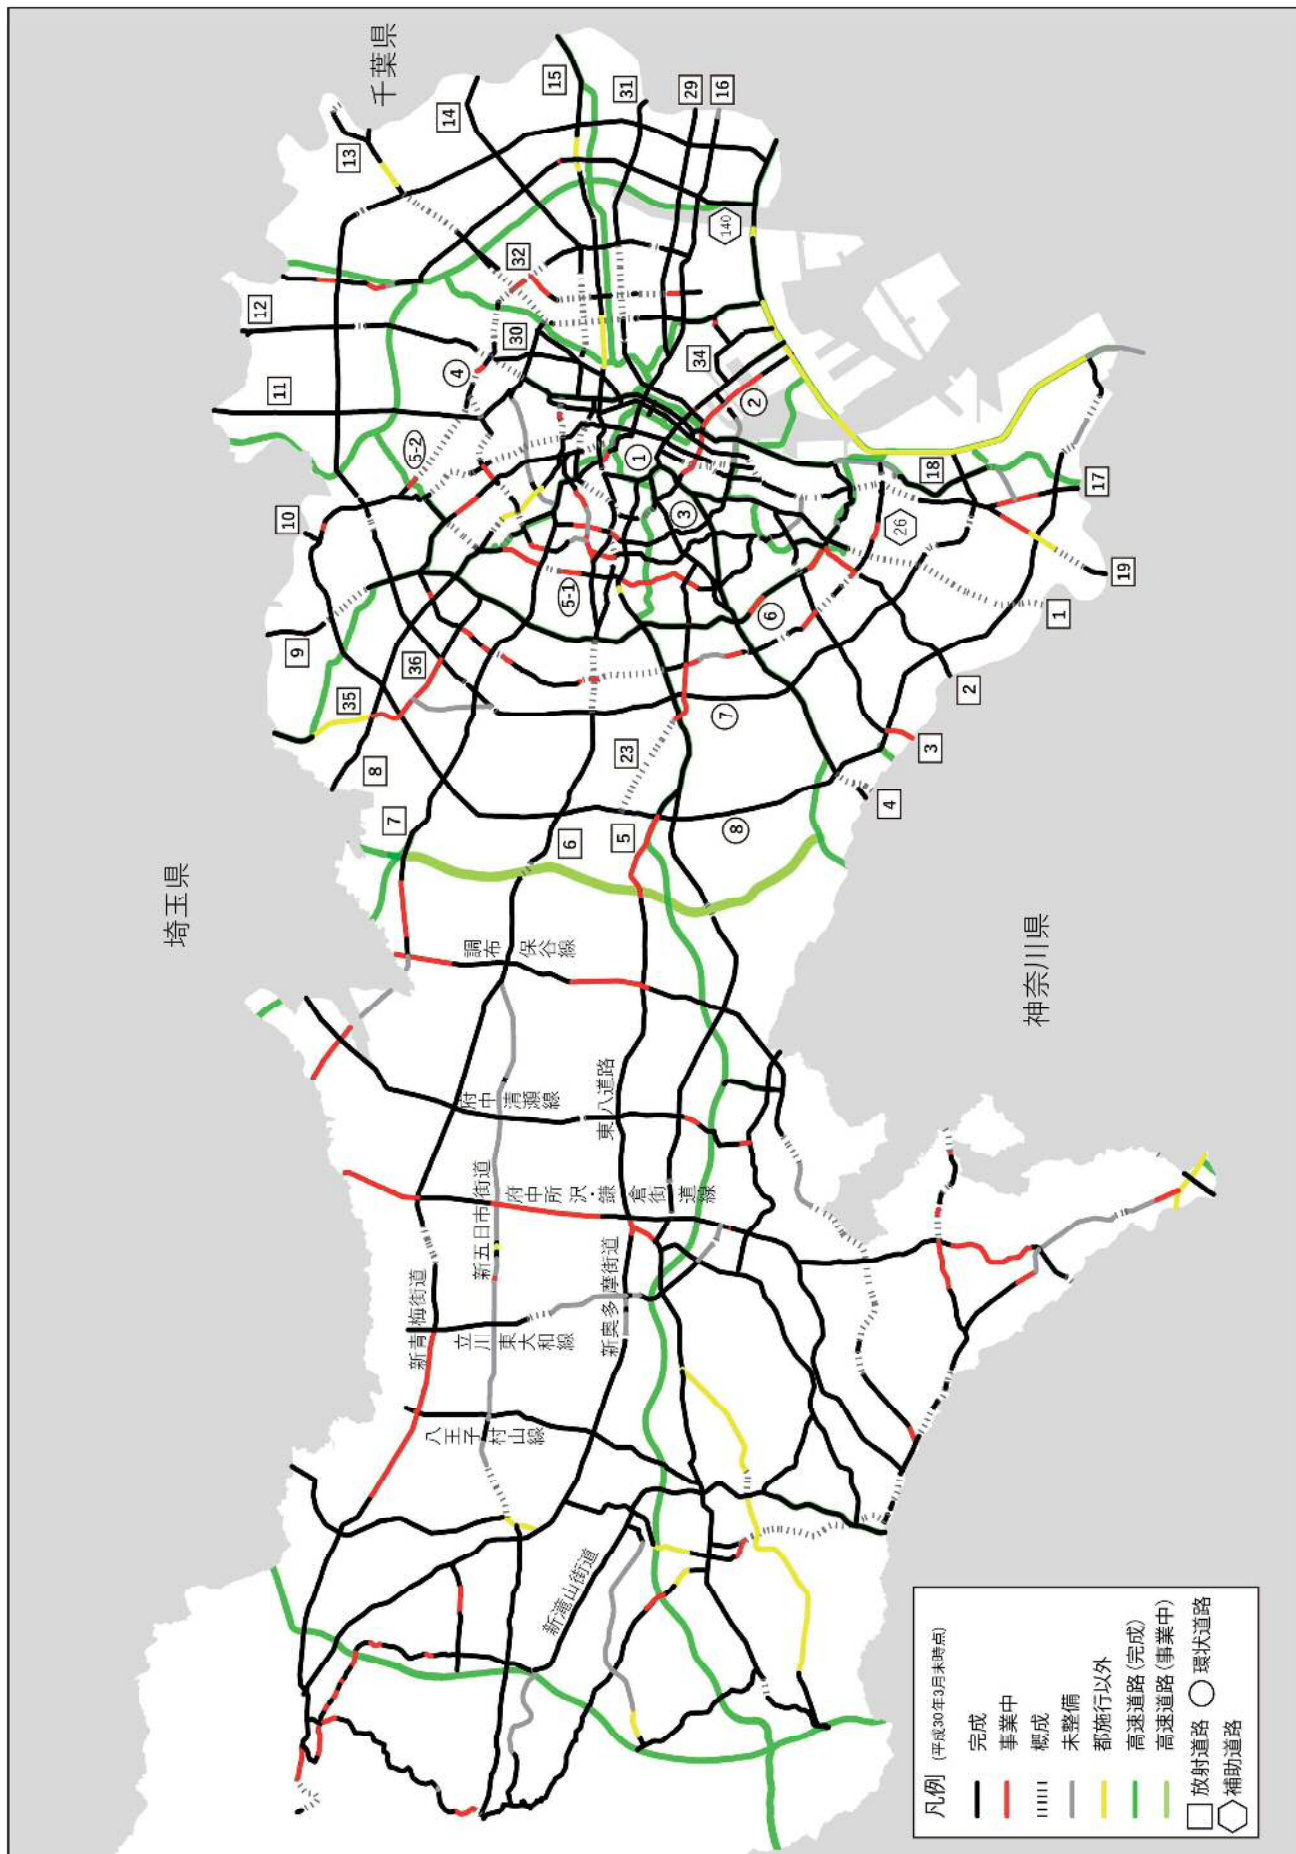 埼玉県
千葉県
神奈川県
13
14
15
31
29
16
12
11
10
9
8
7
35
36
32
30
34
4
5-2
5-1
1
2
3
6
7
8
140
26
23
6
5
4
3
2
1
19
17
18
調布保谷線
府中清瀬線
東八道路
府中所沢・鎌倉街道線
新五日市街道
新青梅街道
立川東大和線
新奥多摩街道
八王子村山線
新滝山街道
凡例 (平成30年3月末時点)
完成
事業中
概成
未整備
都施行以外
高速道路(完成)
高速道路(事業中)
放射道路
環状道路
補助道路